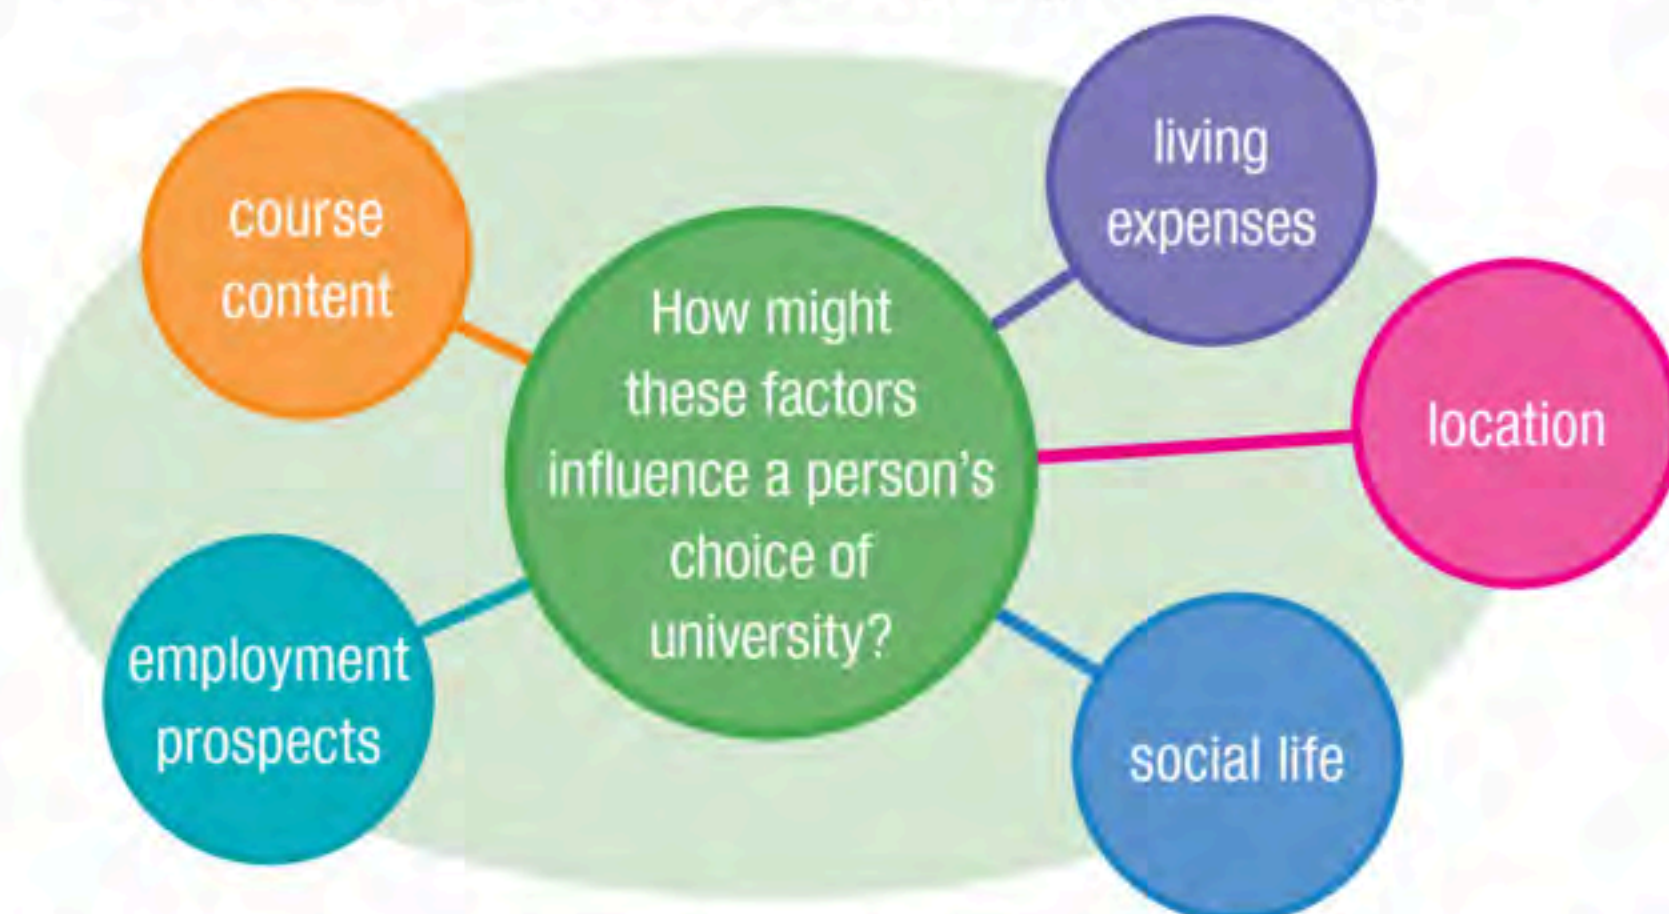 How might
these factors
influence a person's
choice of
university?
course
content
living
expenses
location
employment
prospects
social life